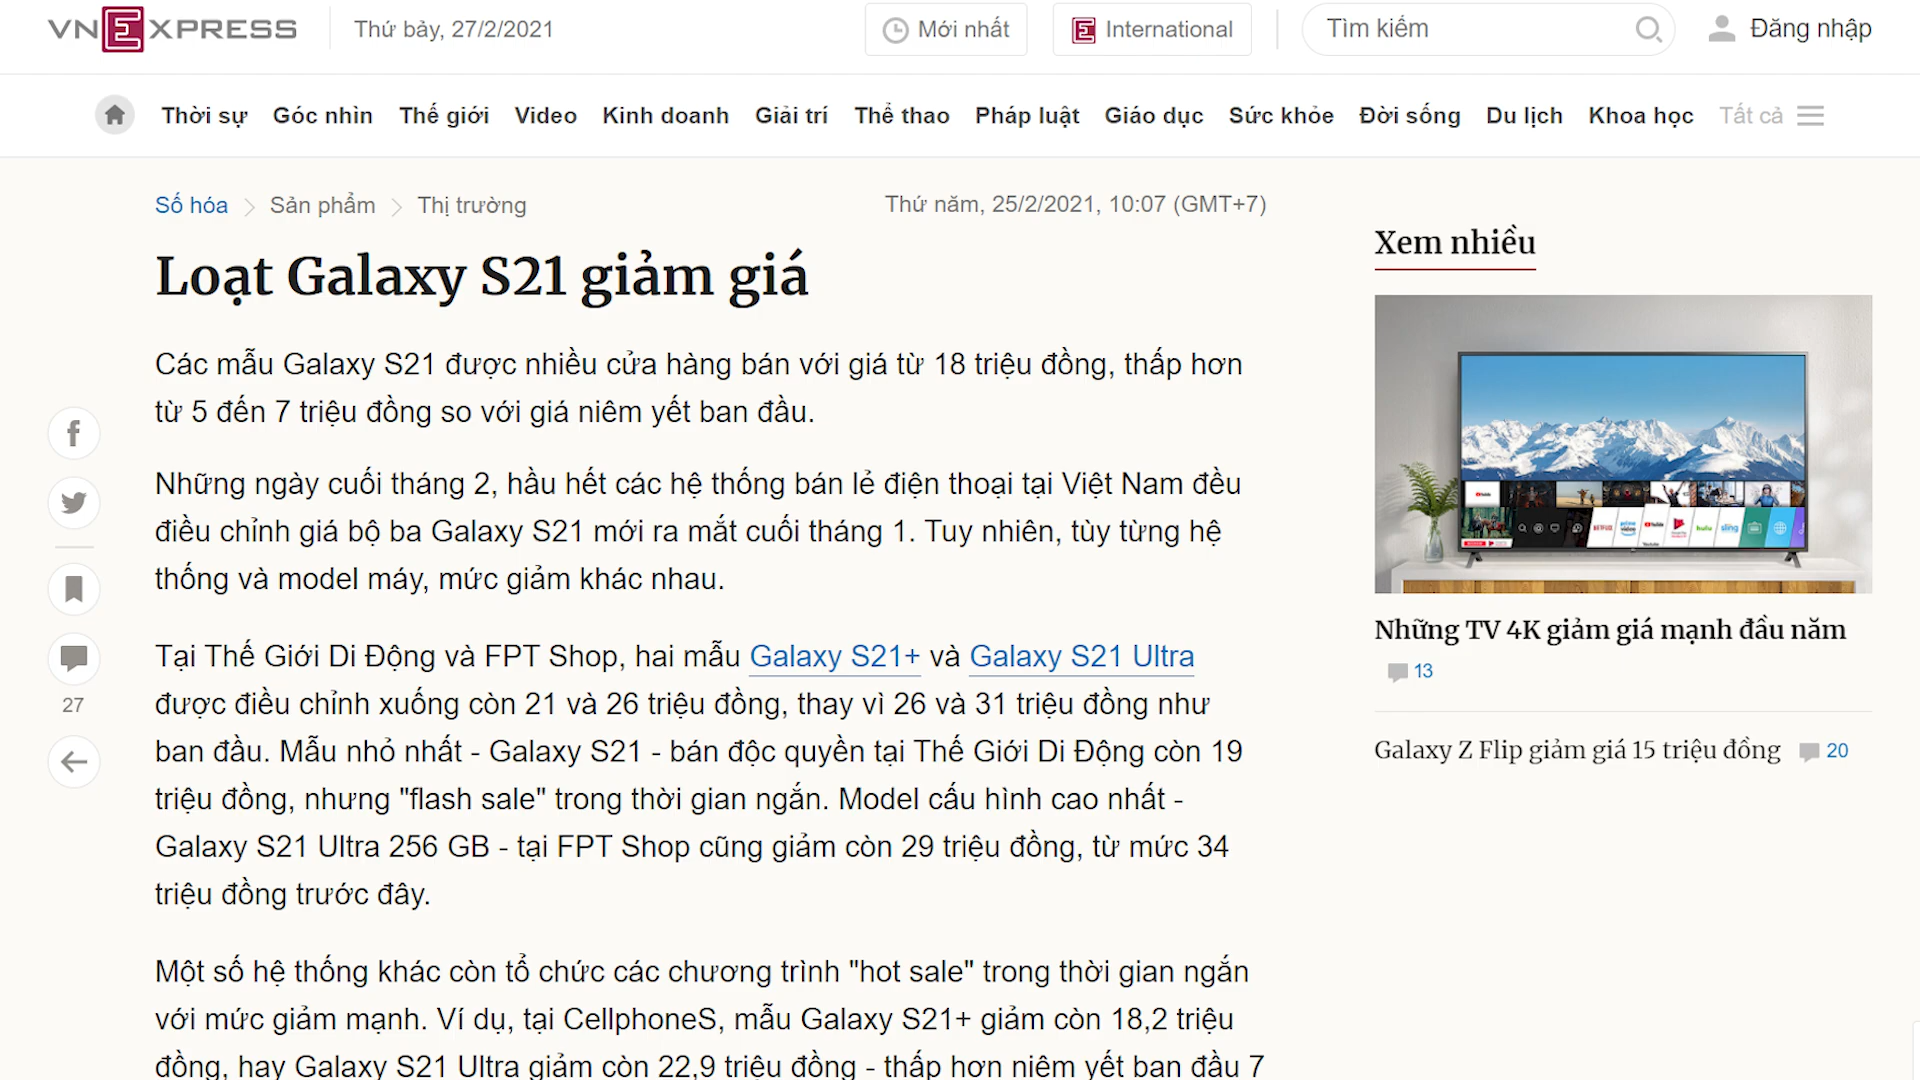 VNEXPRESS
Thứ bảy, 27/2/2021
Mới nhất
International
Tìm kiếm
Đăng nhập
Thời sự Góc nhìn Thế giới Video Kinh doanh Giải trí Thể thao Pháp luật Giáo dục Sức khỏe Đời sống Du lịch Khoa học Tất cả
Số hóa Sản phẩm Thị trường
Thứ năm, 25/2/2021, 10:07 (GMT+7)
Loạt Galaxy S21 giảm giá
Các mẫu Galaxy S21 được nhiều cửa hàng bán với giá từ 18 triệu đồng, thấp hơn
từ 5 đến 7 triệu đồng so với giá niêm yết ban đầu.
Những ngày cuối tháng 2, hầu hết các hệ thống bán lẻ điện thoại tại Việt Nam đều
điều chỉnh giá bộ ba Galaxy S21 mới ra mắt cuối tháng 1. Tuy nhiên, tùy từng hệ
thống và model máy, mức giảm khác nhau.
Tại Thế Giới Di Động và FPT Shop, hai mẫu Galaxy S21+ và Galaxy S21 Ultra
được điều chỉnh xuống còn 21 và 26 triệu đồng, thay vì 26 và 31 triệu đồng như
ban đầu. Mẫu nhỏ nhất - Galaxy S21 - bán độc quyền tại Thế Giới Di Động còn 19
triệu đồng, nhưng "flash sale" trong thời gian ngắn. Model cấu hình cao nhất -
Galaxy S21 Ultra 256 GB - tại FPT Shop cũng giảm còn 29 triệu đồng, từ mức 34
triệu đồng trước đây.
Một số hệ thống khác còn tổ chức các chương trình "hot sale" trong thời gian ngắn
với mức giảm mạnh. Ví dụ, tại CellphoneS, mẫu Galaxy S21+ giảm còn 18,2 triệu
đồng, hay Galaxy S21 Ultra giảm còn 22,9 triệu đồng - thấp hơn niêm yết ban đầu 7
27
Xem nhiều
NETFLIX
prime video
YouTube
hulu
sling
Những TV 4K giảm giá mạnh đầu năm
13
Galaxy Z Flip giảm giá 15 triệu đồng 20